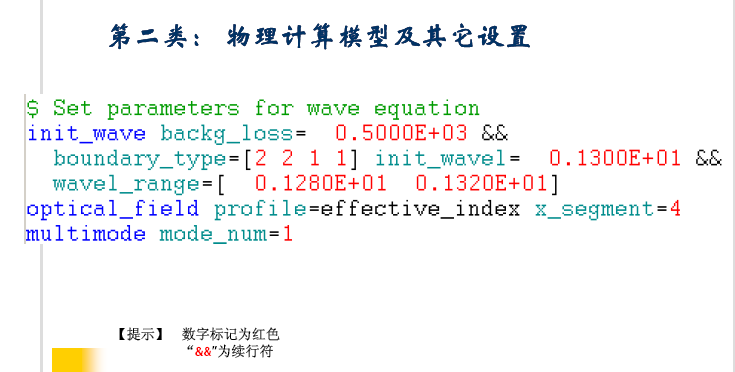 第二类：物理计算模型及其它设置
$ Set parameters for wave equation
init_wave backg_loss=  0.5000E+03 &&
  boundary_type=[2 2 1 1] init_wavel=  0.1300E+01 &&
  wavel_range=[  0.1280E+01  0.1320E+01]
optical_field profile=effective_index x_segment=4
multimode mode_num=1
【提示】 数字标记为红色
“&&”为续行符